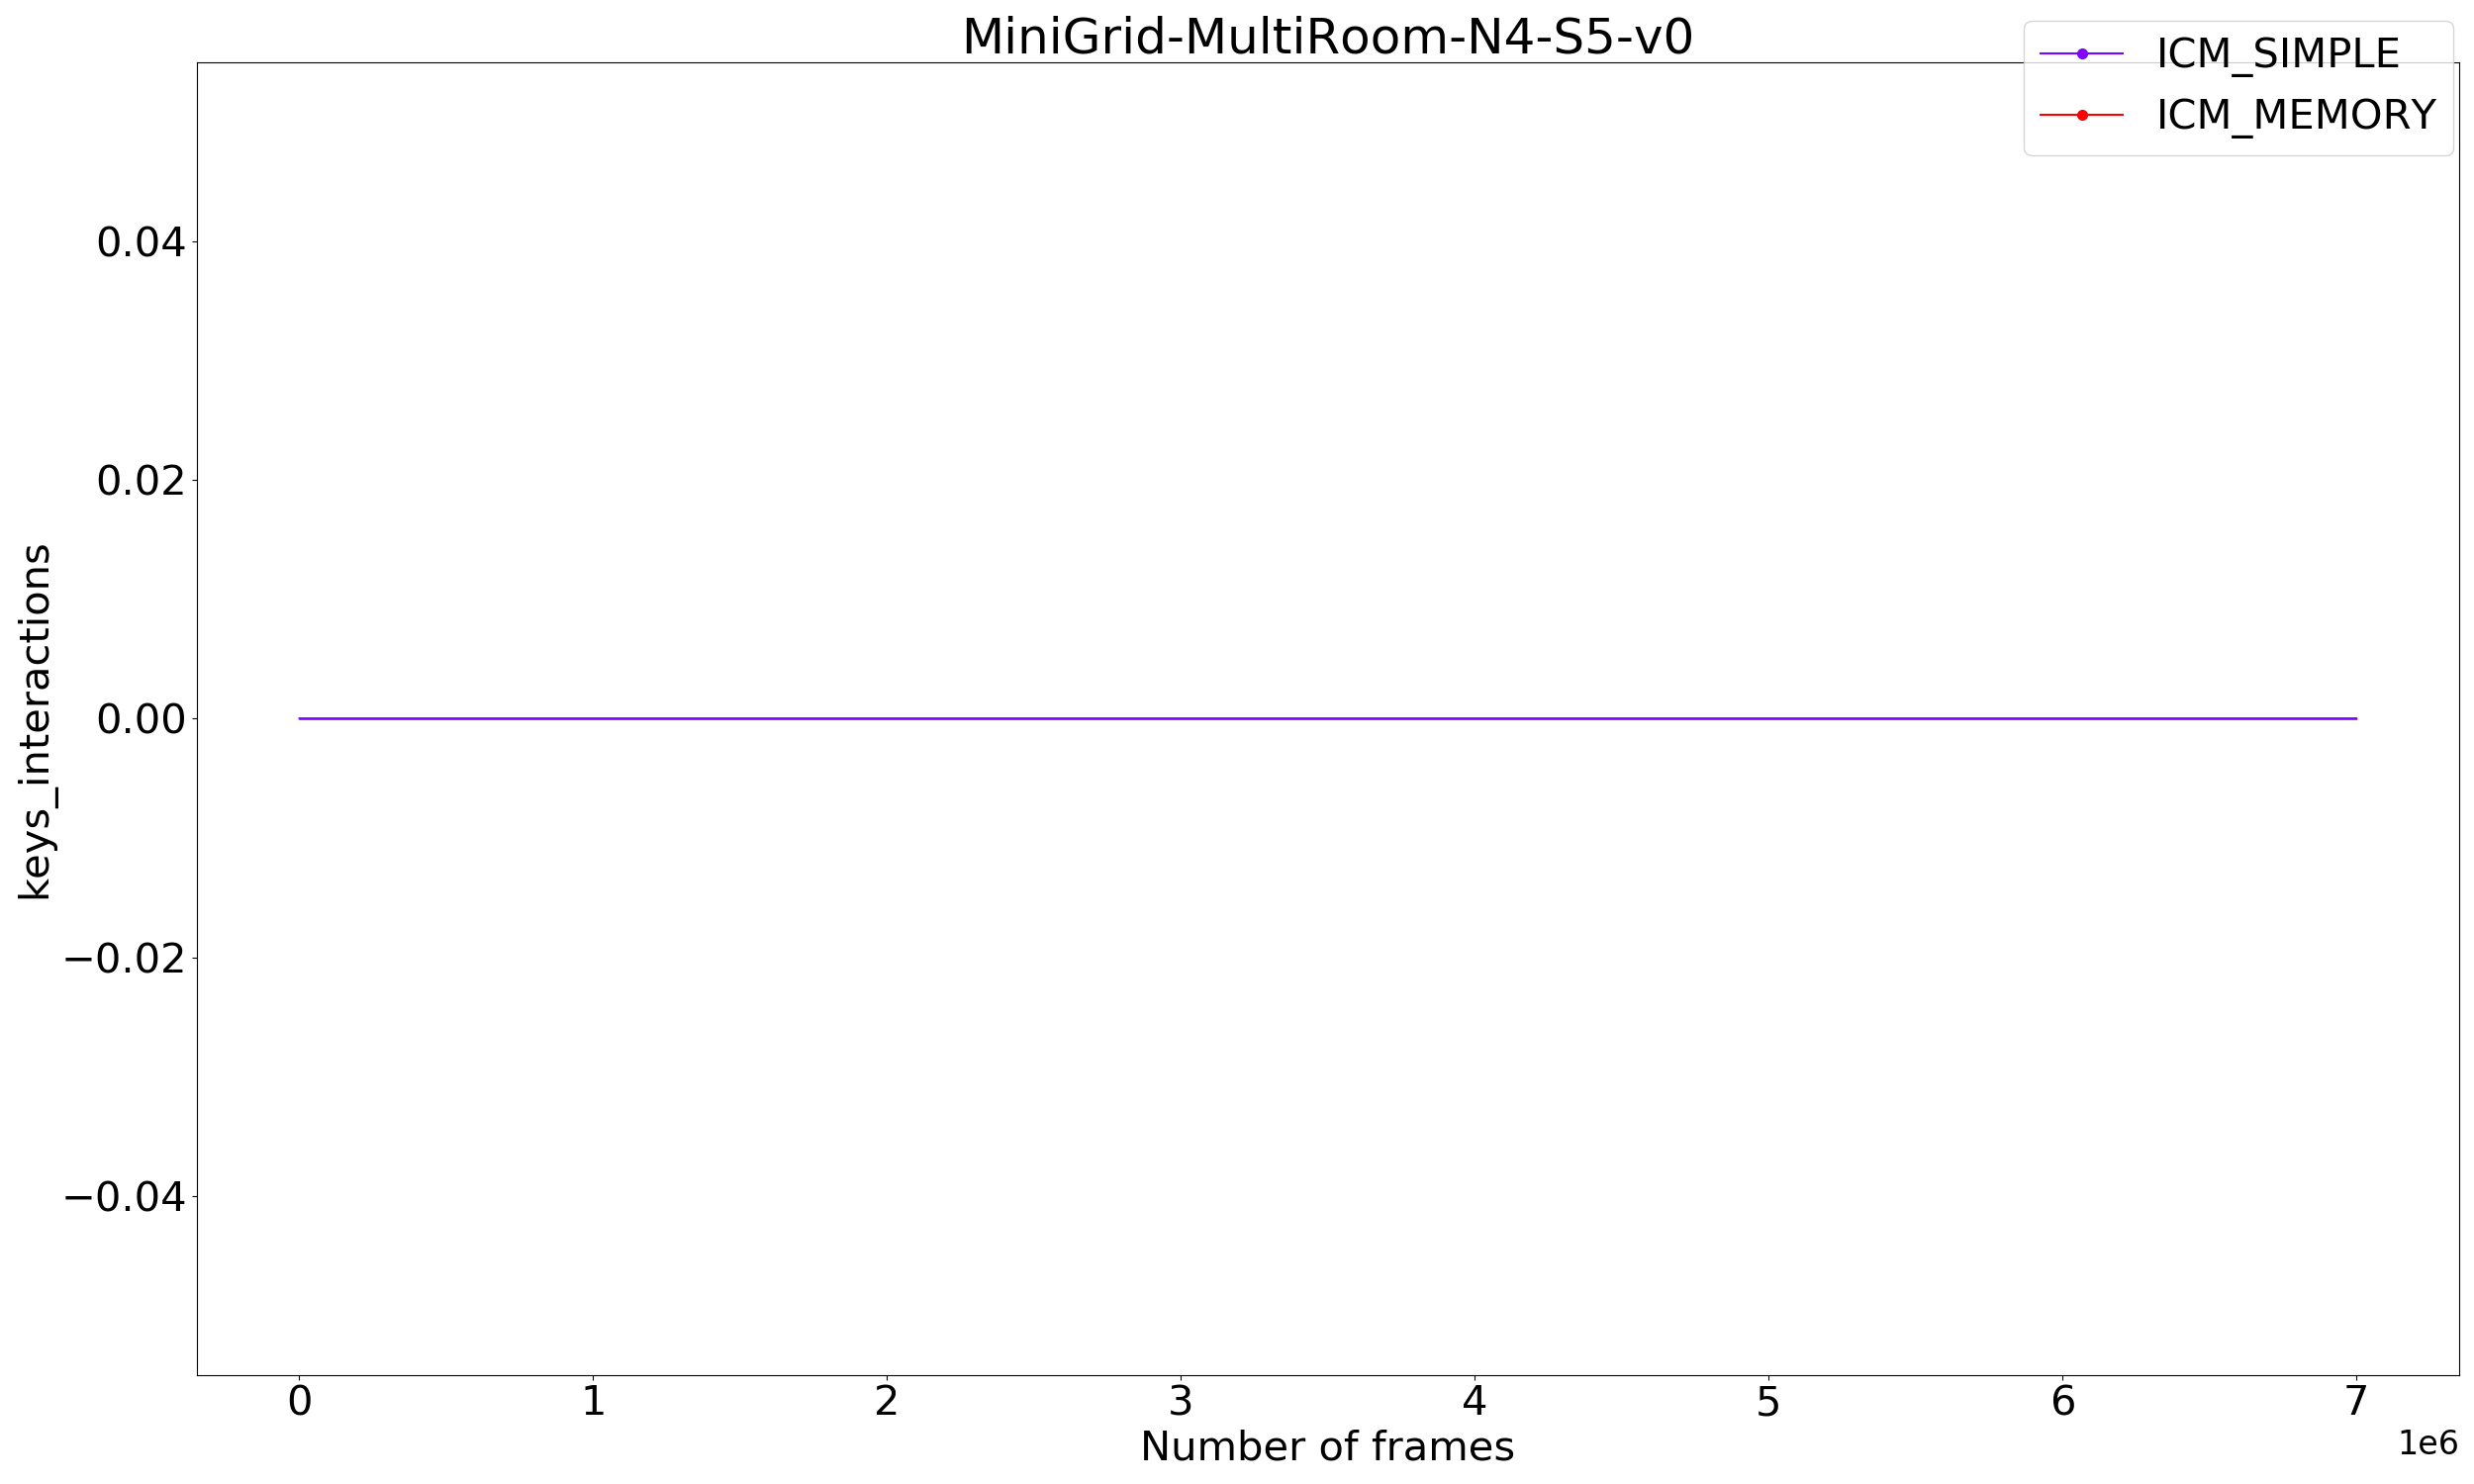 MiniGrid-MultiRoom-N4-S5-v0
ICM_SIMPLE
ICM_MEMORY
keys_interactions
0.04
0.02
0.00
−0.02
−0.04
0 1 2 3 4 5 6 7
1e6
Number of frames